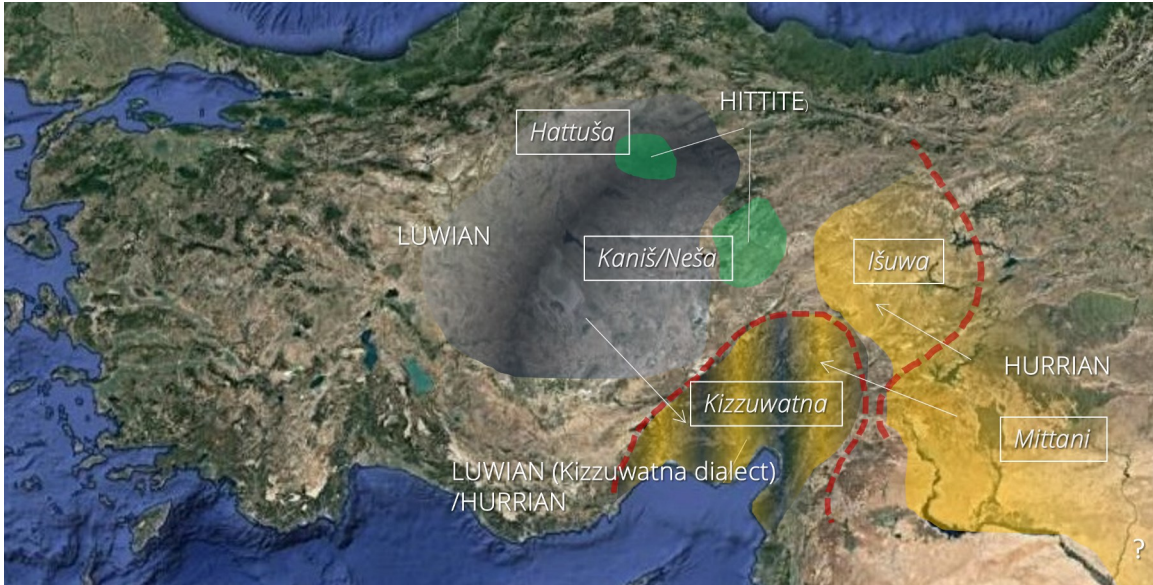 HITTITE)
Hattuša
LUWIAN
Kaniš/Neša
Išuwa
HURRIAN
Kizzuwatna
Mittani
LUWIAN (Kizzuwatna dialect)
/HURRIAN
?